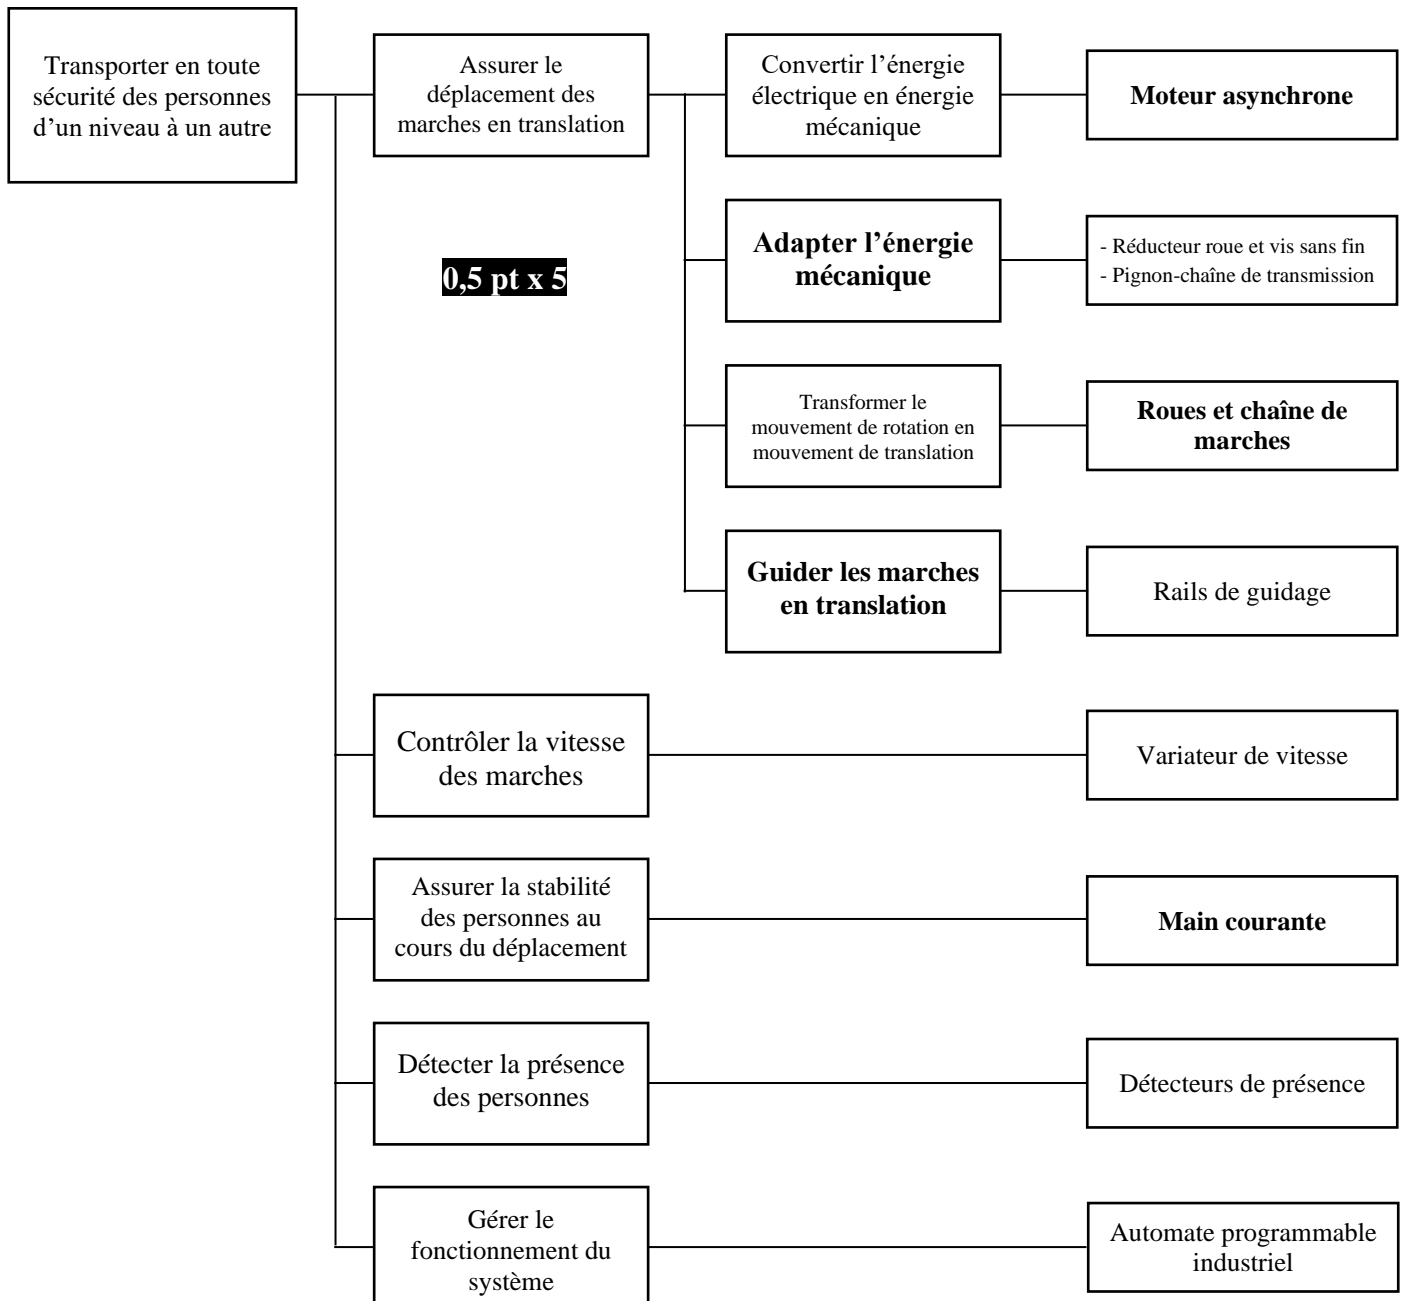 Transporter en toute
sécurité des personnes
d’un niveau à un autre
Assurer le
déplacement des
marches en translation
Convertir l’énergie
électrique en énergie
mécanique
Moteur asynchrone
Adapter l’énergie
mécanique
- Réducteur roue et vis sans fin
- Pignon-chaîne de transmission
0,5 pt x 5
Transformer le
mouvement de rotation en
mouvement de translation
Roues et chaîne de
marches
Guider les marches
en translation
Rails de guidage
Contrôler la vitesse
des marches
Variateur de vitesse
Assurer la stabilité
des personnes au
cours du déplacement
Main courante
Détecter la présence
des personnes
Détecteurs de présence
Gérer le
fonctionnement du
système
Automate programmable
industriel